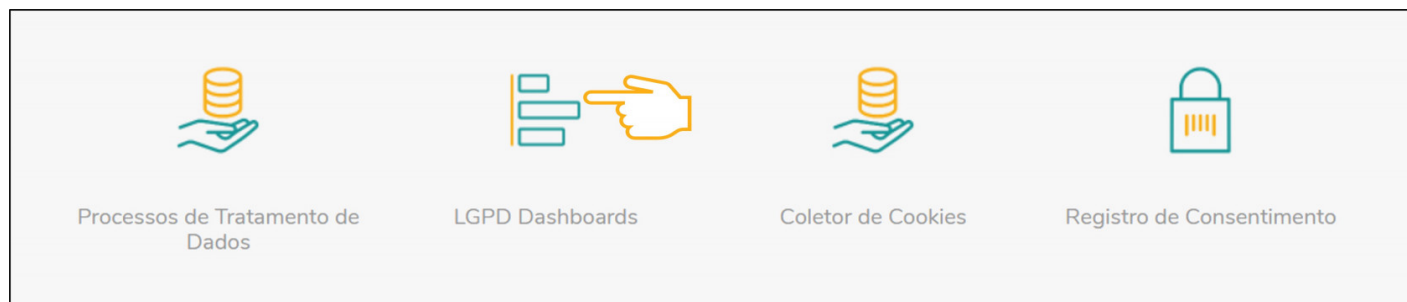 Processos de Tratamento de
Dados
LGPD Dashboards
Coletor de Cookies
Registro de Consentimento